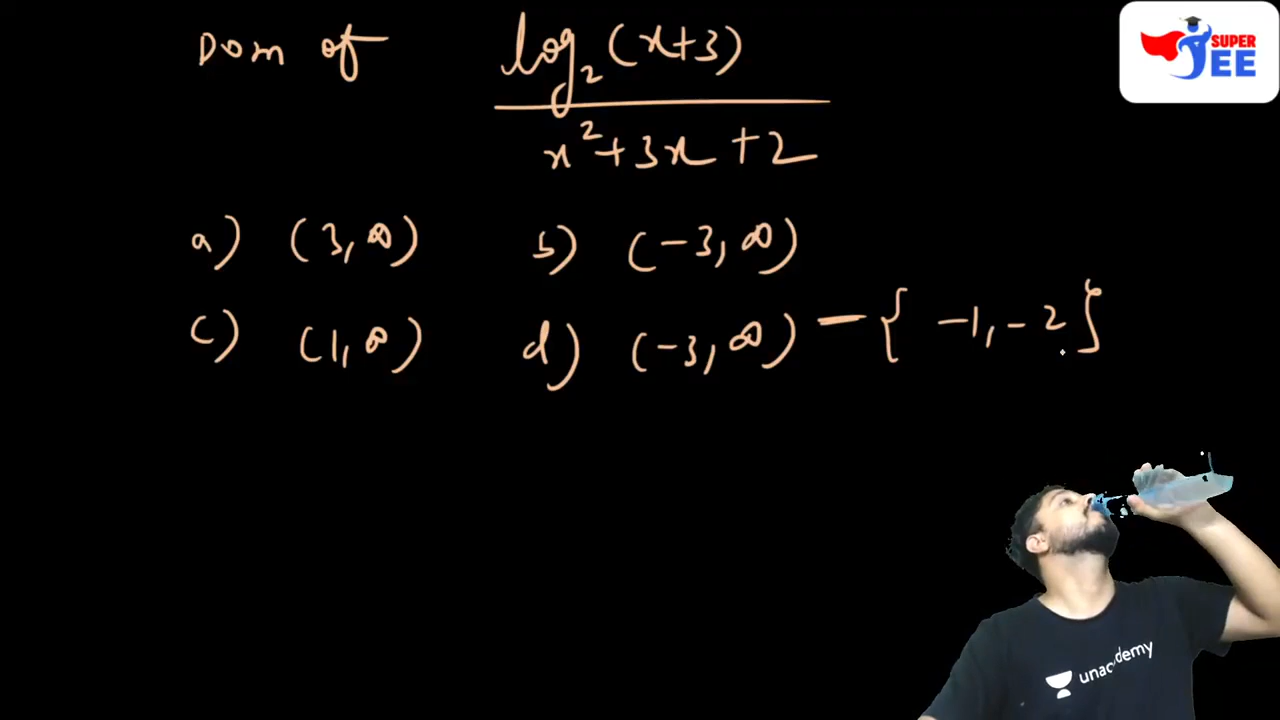 Dom of log₂(x+3)
x²+3x+2
a) (3, ∞) b) (-3, ∞)
c) (1, ∞) d) (-3, ∞) - { -1, -2}
SUPER
JEE
unacademy